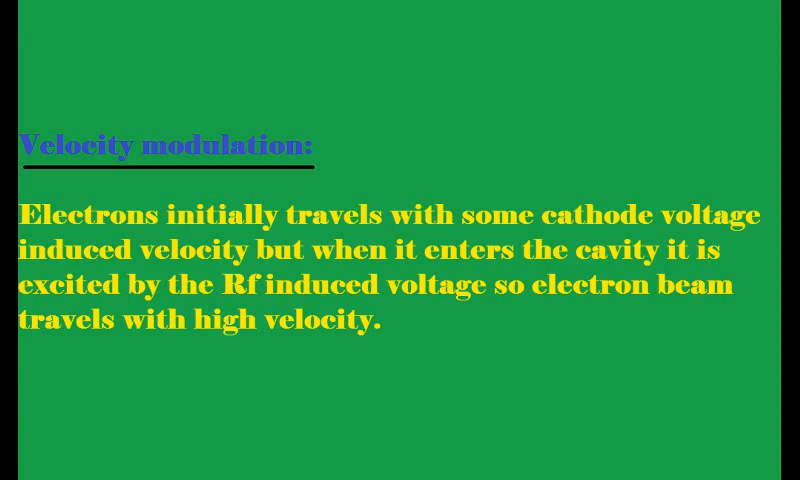 Velocity modulation:
Electrons initially travels with some cathode voltage
induced velocity but when it enters the cavity it is
excited by the Rf induced voltage so electron beam
travels with high velocity.